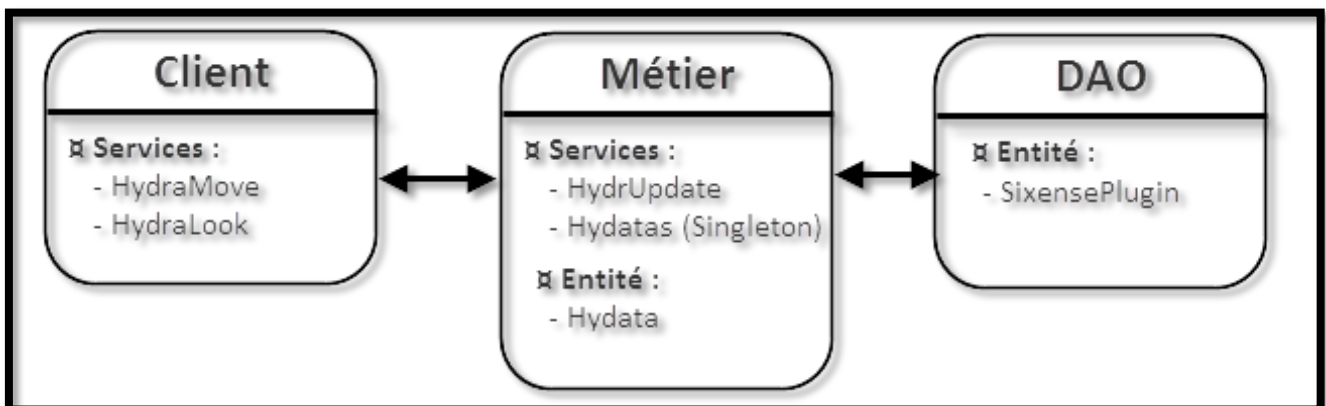 Client
¤ Services :
- HydraMove
- HydraLook
Métier
¤ Services :
- HydrUpdate
- Hydatas (Singleton)
¤ Entité :
- Hydata
DAO
¤ Entité :
- SixensePlugin